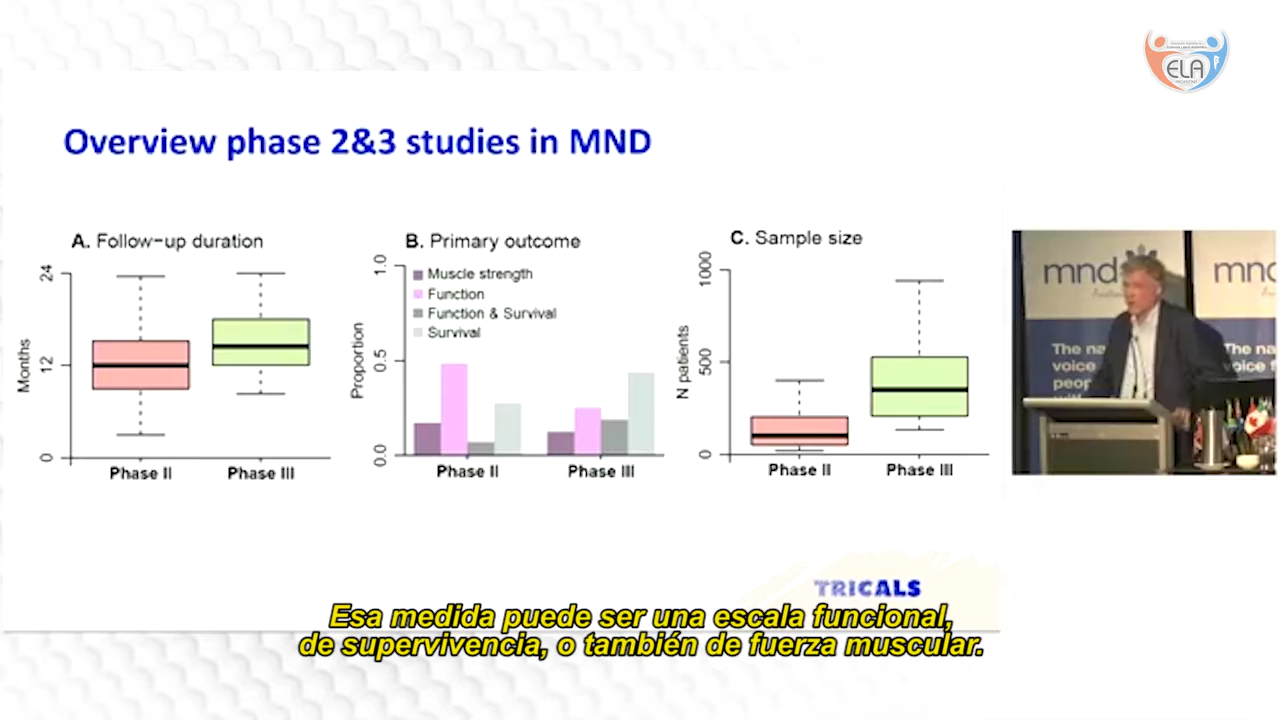 ELA
Overview phase 2&3 studies in MND
A. Follow-up duration
24
12
0
Months
Phase II
Phase III
B. Primary outcome
1.0
0.5
0.0
Proportion
Muscle strength
Function
Function & Survival
Survival
Phase II
Phase III
C. Sample size
1000
500
0
N patients
Phase II
Phase III
mnd
mnd
The na
voice
peop
The na
voice f
TRICALS
Esa medida puede ser una escala funcional,
de supervivencia, o también de fuerza muscular.